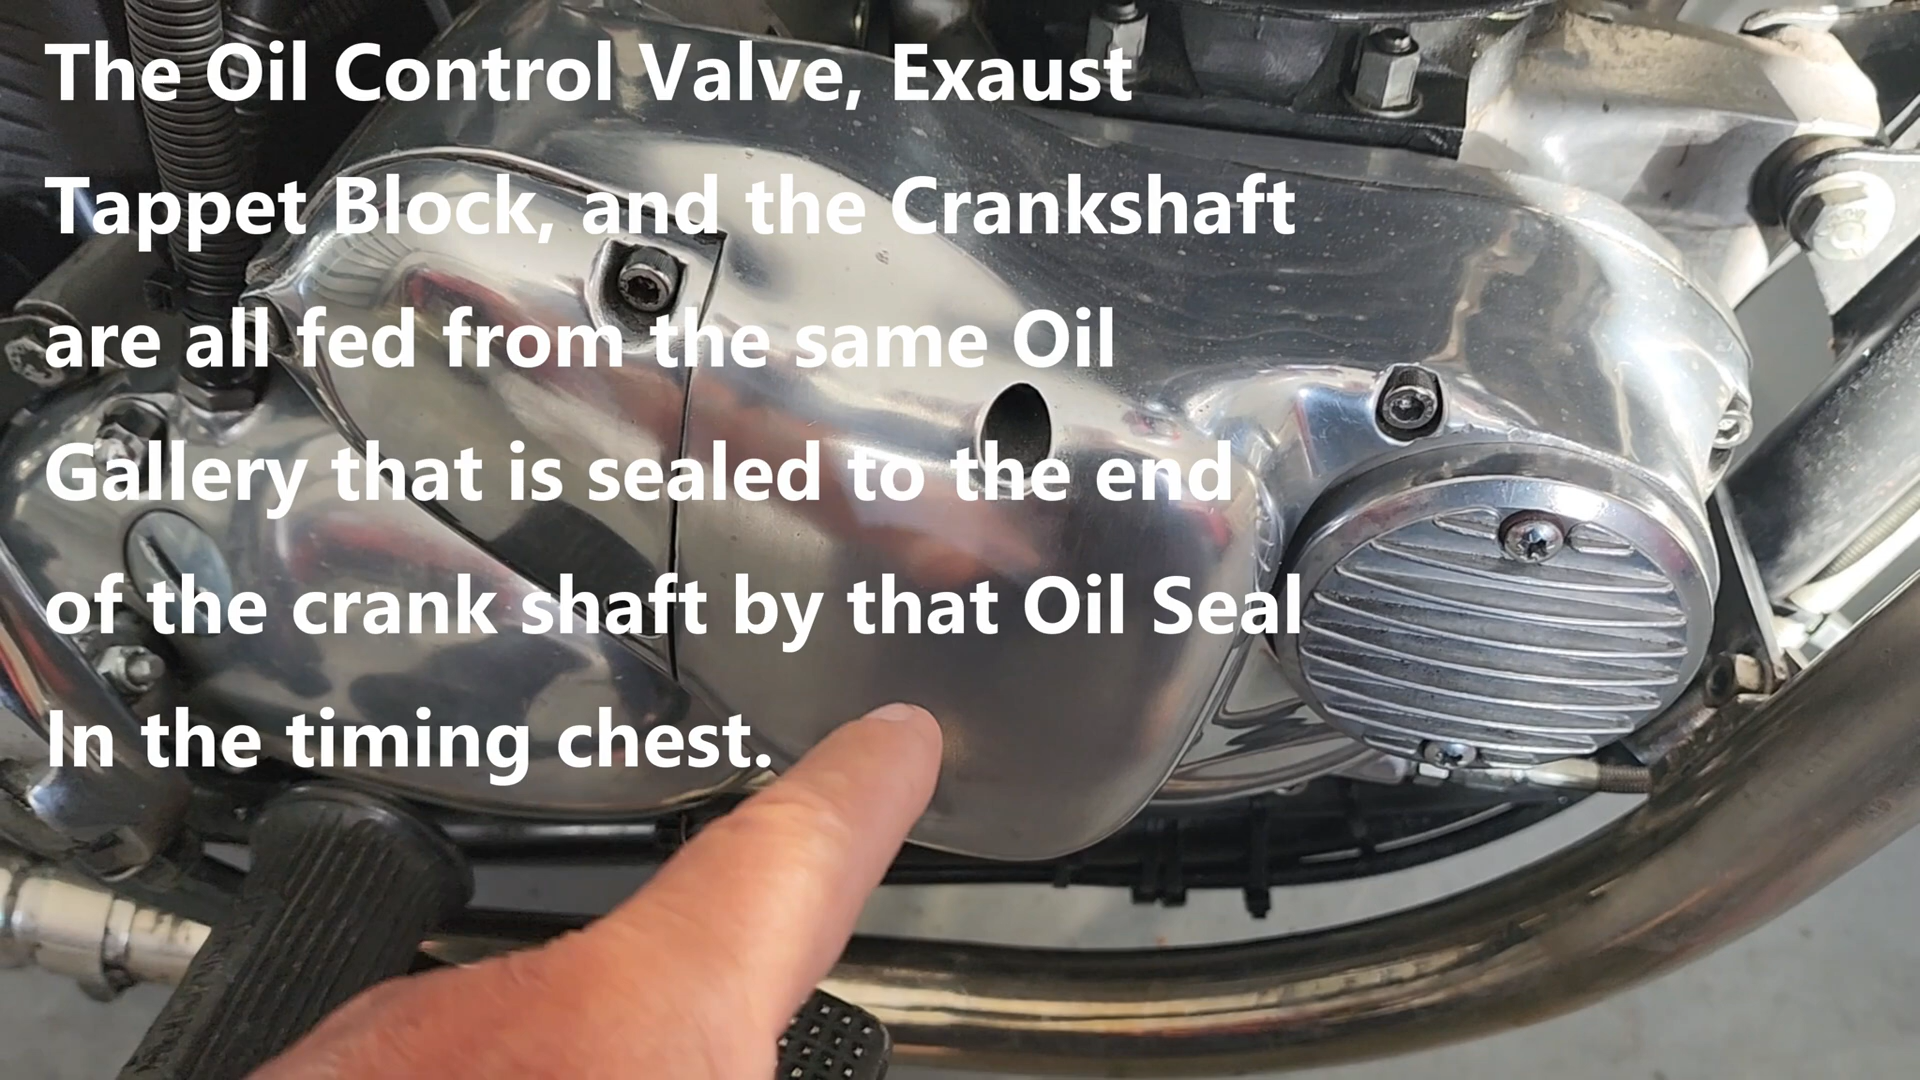 The Oil Control Valve, Exaust
Tappet Block, and the Crankshaft
are all fed from the same Oil
Gallery that is sealed to the end
of the crank shaft by that Oil Seal
In the timing chest.